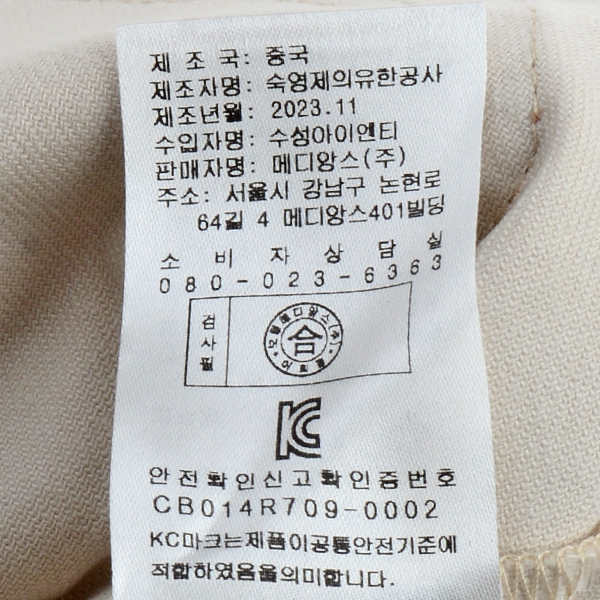 제 조 국: 중국
제조자명: 숙영제의유한공사
제조년월: 2023.11
수입자명: 수성아이엔티
판매자명: 메디앙스(주)
주소: 서울시 강남구 논현로
64길 4 메디앙스401빌딩
소 비 자 상 담 실
080-023-6363
검사필
메디앙스(주)
合
KC
안전확인신고확인증번호
CB014R709-0002
KC마크는제품이공통안전기준에
적합하였음을의미합니다.